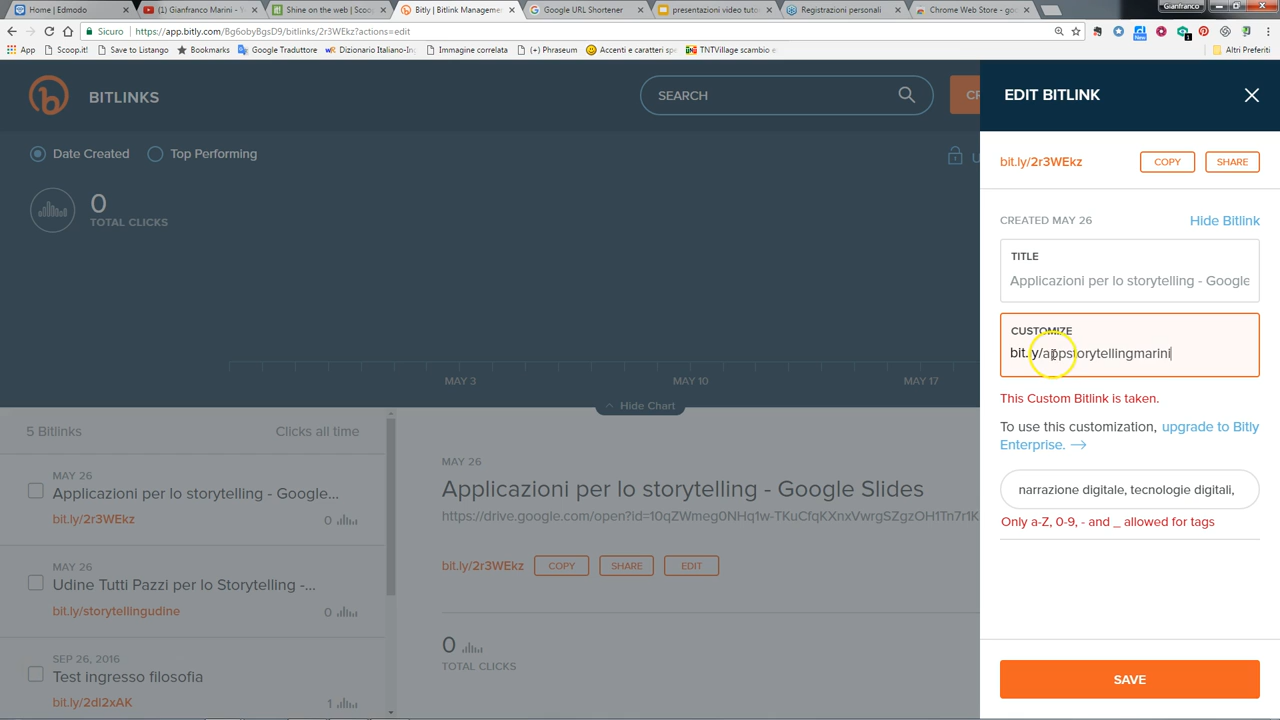 Home | Edmodo
(1) Gianfranco Marini - Y
Shine on the web | Scoo
Bitly | Bitlink Manageme
Google URL Shortener
presentazioni video tuto
Registrazioni personali
Chrome Web Store - goo
Gianfranco
Sicuro https://app.bitly.com/Bg6obyBgsD9/bitlinks/2r3WEkz?actions=edit
App Scoop.it! Save to Listango Bookmarks Google Traduttore Dizionario Italiano-In Immagine correlata (+) Phraseum Accenti e caratteri spe TNTVillage scambio e Altri Preferiti
BITLINKS
SEARCH
EDIT BITLINK
Date Created Top Performing
bit.ly/2r3WEkz COPY SHARE
0
TOTAL CLICKS
CREATED MAY 26 Hide Bitlink
TITLE
Applicazioni per lo storytelling - Google
CUSTOMIZE
bit.ly/appstorytellingmarini
MAY 3 MAY 10 MAY 17
Hide Chart
This Custom Bitlink is taken.
To use this customization, upgrade to Bitly
Enterprise.
narrazione digitale, tecnologie digitali,
Only a-Z, 0-9, - and _ allowed for tags
SAVE
5 Bitlinks Clicks all time
MAY 26
Applicazioni per lo storytelling - Google...
bit.ly/2r3WEkz 0
MAY 26
Udine Tutti Pazzi per lo Storytelling -...
bit.ly/storytellingudine 0
SEP 26, 2016
Test ingresso filosofia
bit.ly/2dl2xAK 1
MAY 26
Applicazioni per lo storytelling - Google Slides
https://drive.google.com/open?id=10qZWmeg0NHq1w-TKuCfqKXnxVwrgSZgzOH1Tn7r1K
bit.ly/2r3WEkz COPY SHARE EDIT
0
TOTAL CLICKS